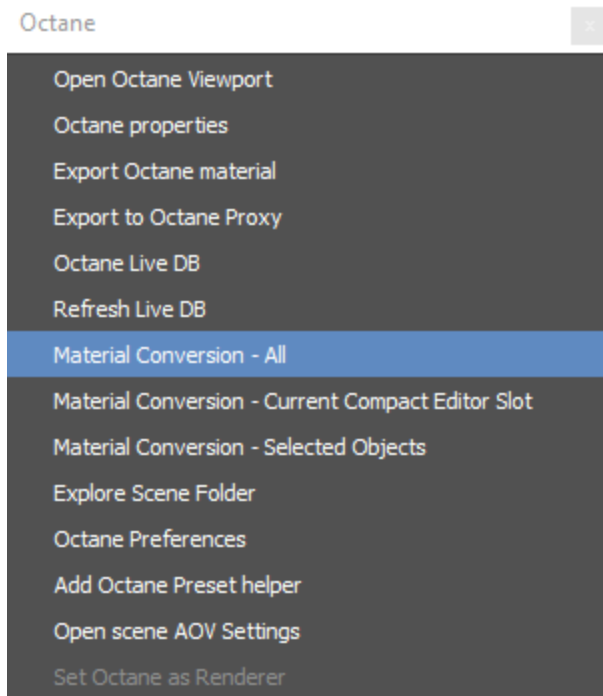 Octane
x
Open Octane Viewport
Octane properties
Export Octane material
Export to Octane Proxy
Octane Live DB
Refresh Live DB
Material Conversion - All
Material Conversion - Current Compact Editor Slot
Material Conversion - Selected Objects
Explore Scene Folder
Octane Preferences
Add Octane Preset helper
Open scene AOV Settings
Set Octane as Renderer